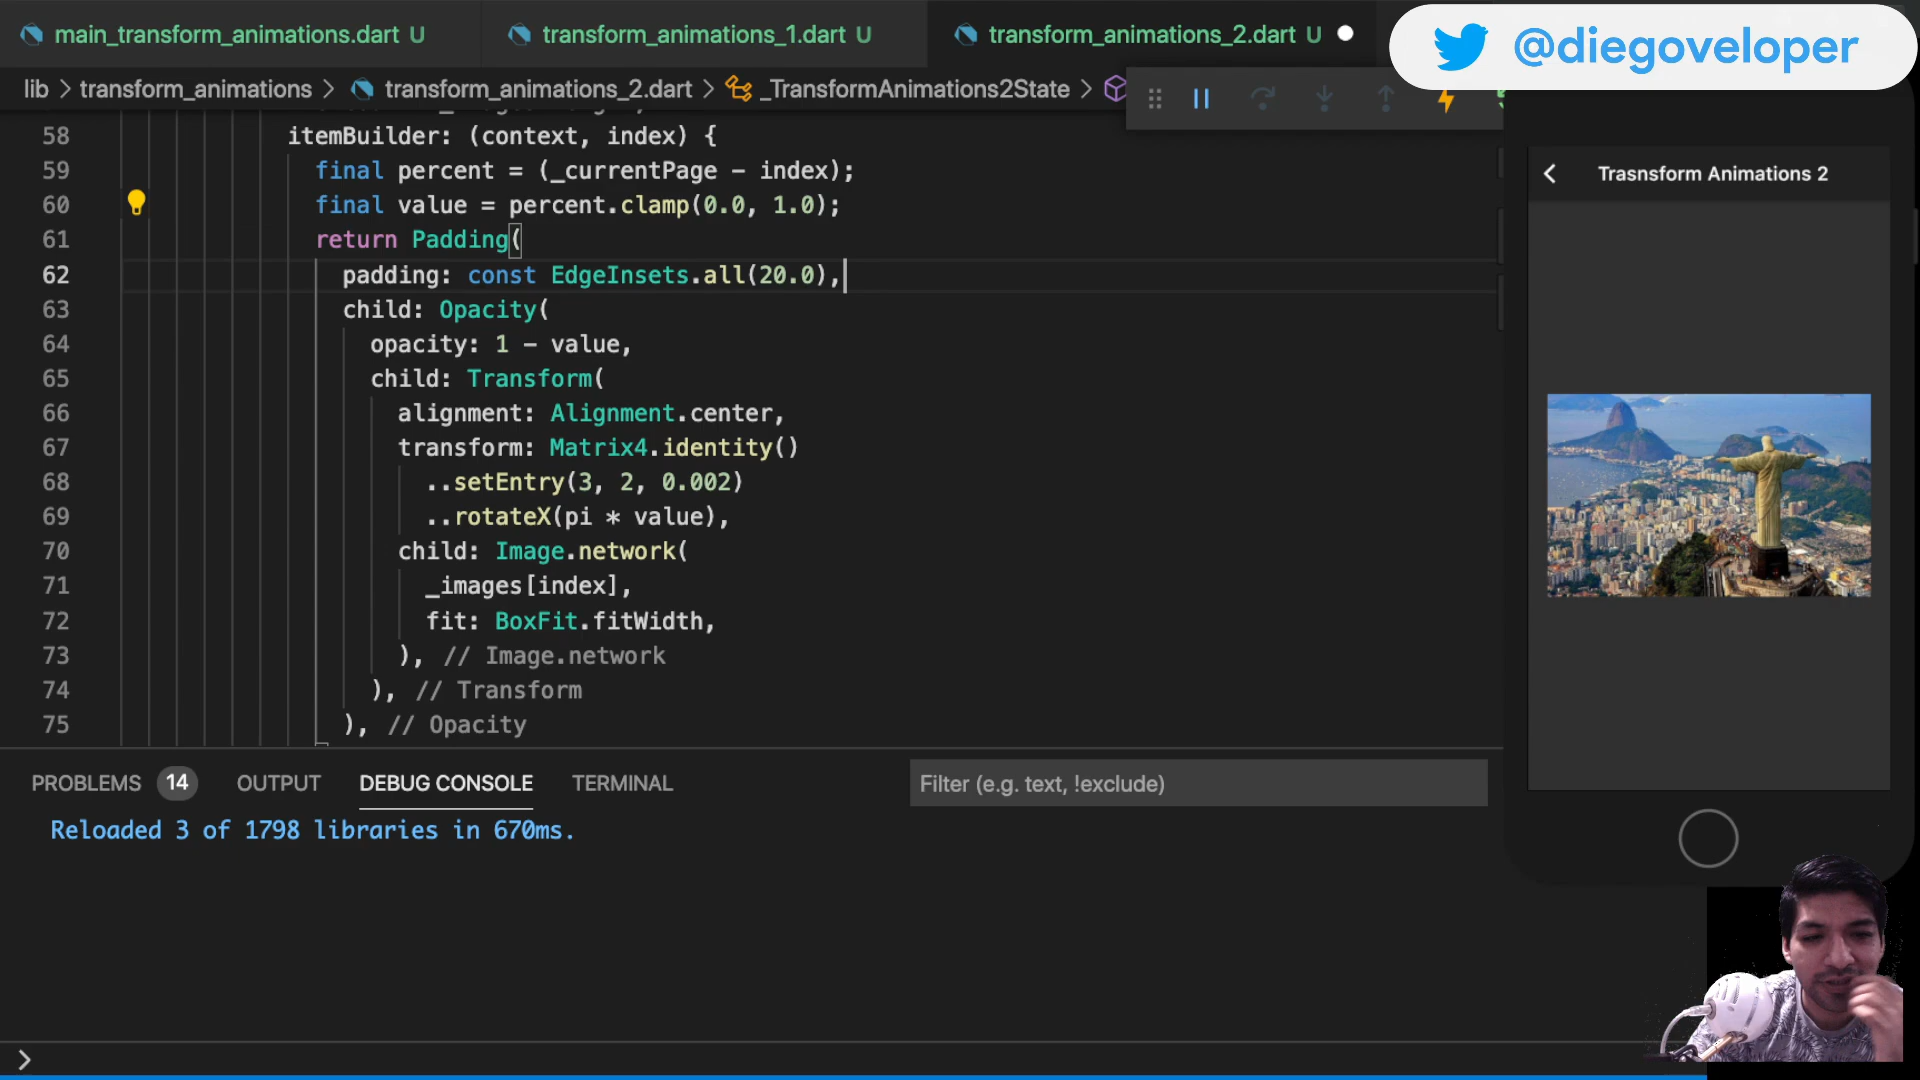 main_transform_animations.dart U
transform_animations_1.dart U
transform_animations_2.dart U
@diegoveloper
lib > transform_animations > transform_animations_2.dart > _TransformAnimations2State >
58 itemBuilder: (context, index) {
59 final percent = (_currentPage - index);
60 final value = percent.clamp(0.0, 1.0);
61 return Padding(
62 padding: const EdgeInsets.all(20.0),
63 child: Opacity(
64 opacity: 1 - value,
65 child: Transform(
66 alignment: Alignment.center,
67 transform: Matrix4.identity()
68 ..setEntry(3, 2, 0.002)
69 ..rotateX(pi * value),
70 child: Image.network(
71 _images[index],
72 fit: BoxFit.fitWidth,
73 ), // Image.network
74 ), // Transform
75 ), // Opacity
Trasnsform Animations 2
PROBLEMS 14 OUTPUT DEBUG CONSOLE TERMINAL
Filter (e.g. text, !exclude)
Reloaded 3 of 1798 libraries in 670ms.